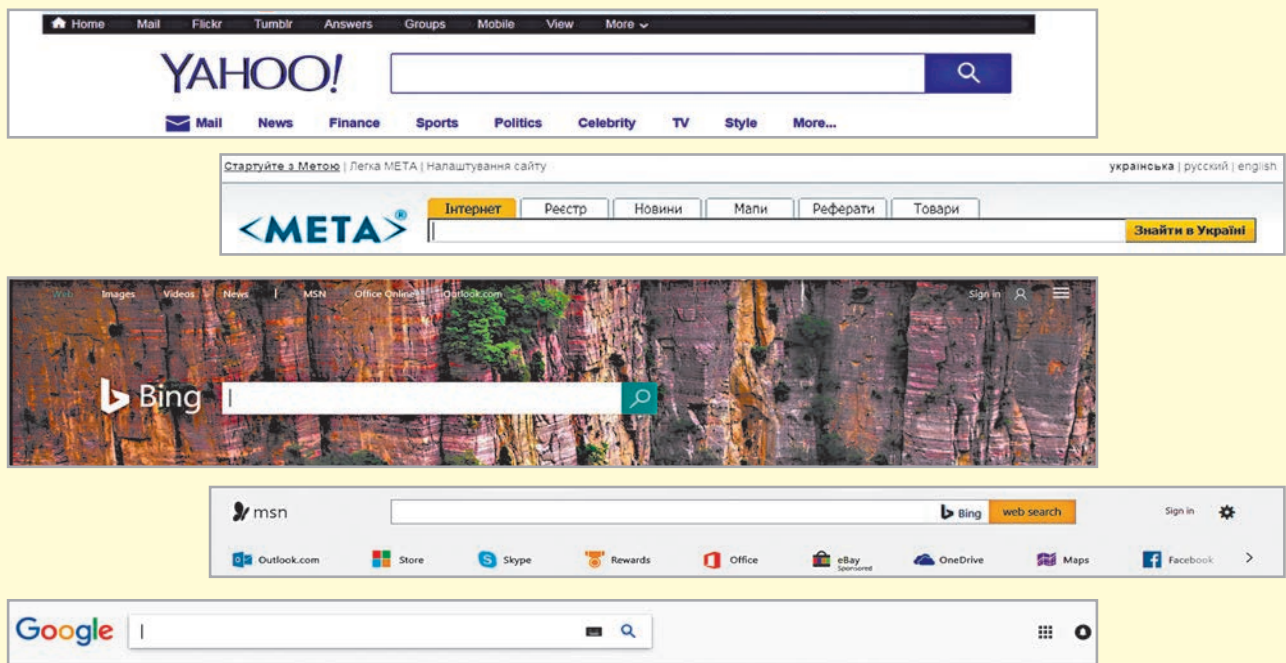 Home Mail Flickr Tumblr Answers Groups Mobile View More
YAHOO!
Mail News Finance Sports Politics Celebrity TV Style More...
Стартуйте з Метою | Легка МЕТА | Налаштування сайту українська | русский | english
<META>® Інтернет Реєстр Новини Мапи Реферати Товари
Знайти в Україні
Web Images Videos News | MSN Office Online Outlook.com Sign in
Bing
msn Bing web search Sign in
Outlook.com Store Skype Rewards Office eBay OneDrive Maps Facebook
Sponsored
Google